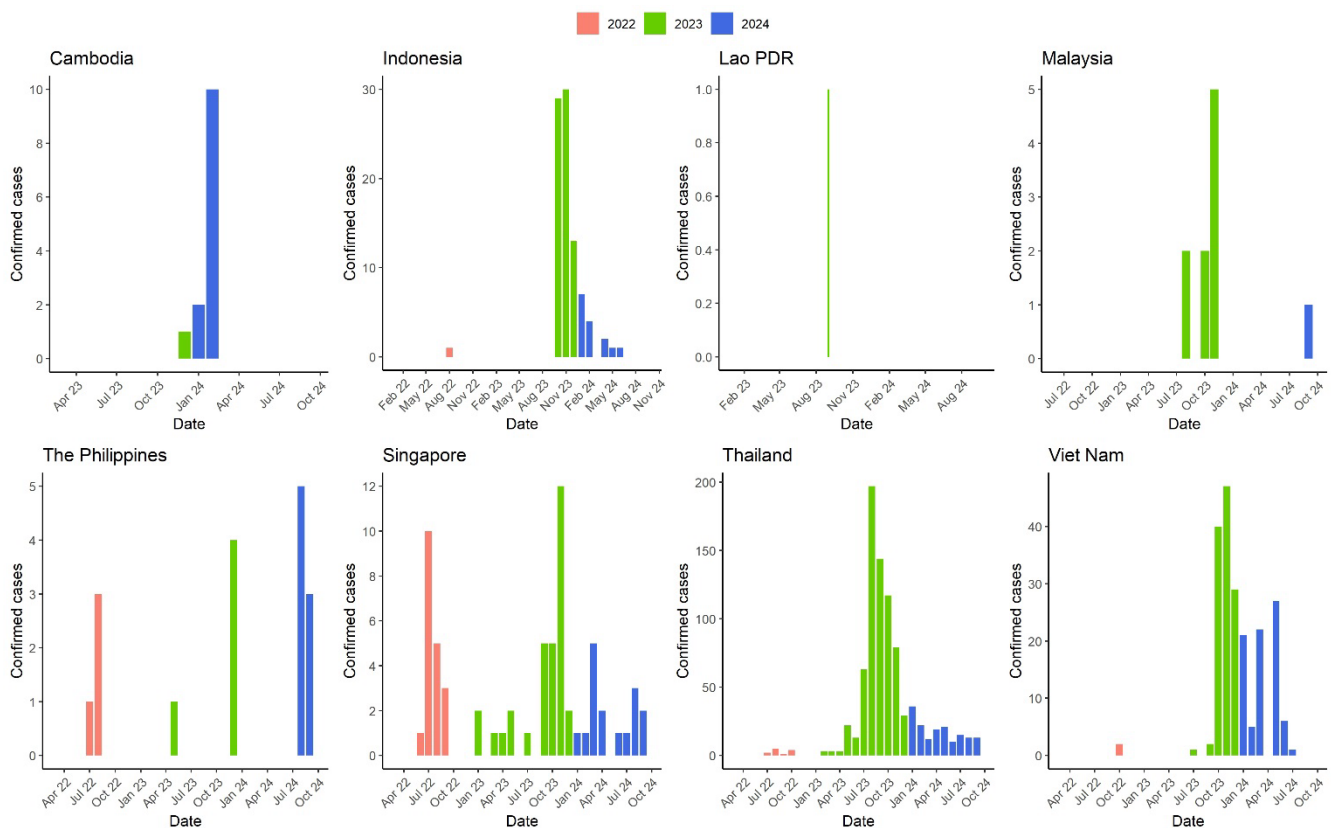 2022 2023 2024
Cambodia
Confirmed cases
10
8
6
4
2
0
Apr 23 Jul 23 Oct 23 Jan 24 Apr 24 Jul 24 Oct 24
Date
Indonesia
Confirmed cases
30
20
10
0
Feb 22 May 22 Aug 22 Nov 22 Feb 23 May 23 Aug 23 Nov 23 Feb 24 May 24 Aug 24 Nov 24
Date
Lao PDR
Confirmed cases
1.0
0.8
0.6
0.4
0.2
0.0
Feb 23 May 23 Aug 23 Nov 23 Feb 24 May 24 Aug 24
Date
Malaysia
Confirmed cases
5
4
3
2
1
0
Jul 22 Oct 22 Jan 23 Apr 23 Jul 23 Oct 23 Jan 24 Apr 24 Jul 24 Oct 24
Date
The Philippines
Confirmed cases
5
4
3
2
1
0
Apr 22 Jul 22 Oct 22 Jan 23 Apr 23 Jul 23 Oct 23 Jan 24 Apr 24 Jul 24 Oct 24
Date
Singapore
Confirmed cases
12
10
8
6
4
2
0
Apr 22 Jul 22 Oct 22 Jan 23 Apr 23 Jul 23 Oct 23 Jan 24 Apr 24 Jul 24 Oct 24
Date
Thailand
Confirmed cases
200
150
100
50
0
Apr 22 Jul 22 Oct 22 Jan 23 Apr 23 Jul 23 Oct 23 Jan 24 Apr 24 Jul 24 Oct 24
Date
Viet Nam
Confirmed cases
40
30
20
10
0
Apr 22 Jul 22 Oct 22 Jan 23 Apr 23 Jul 23 Oct 23 Jan 24 Apr 24 Jul 24 Oct 24
Date